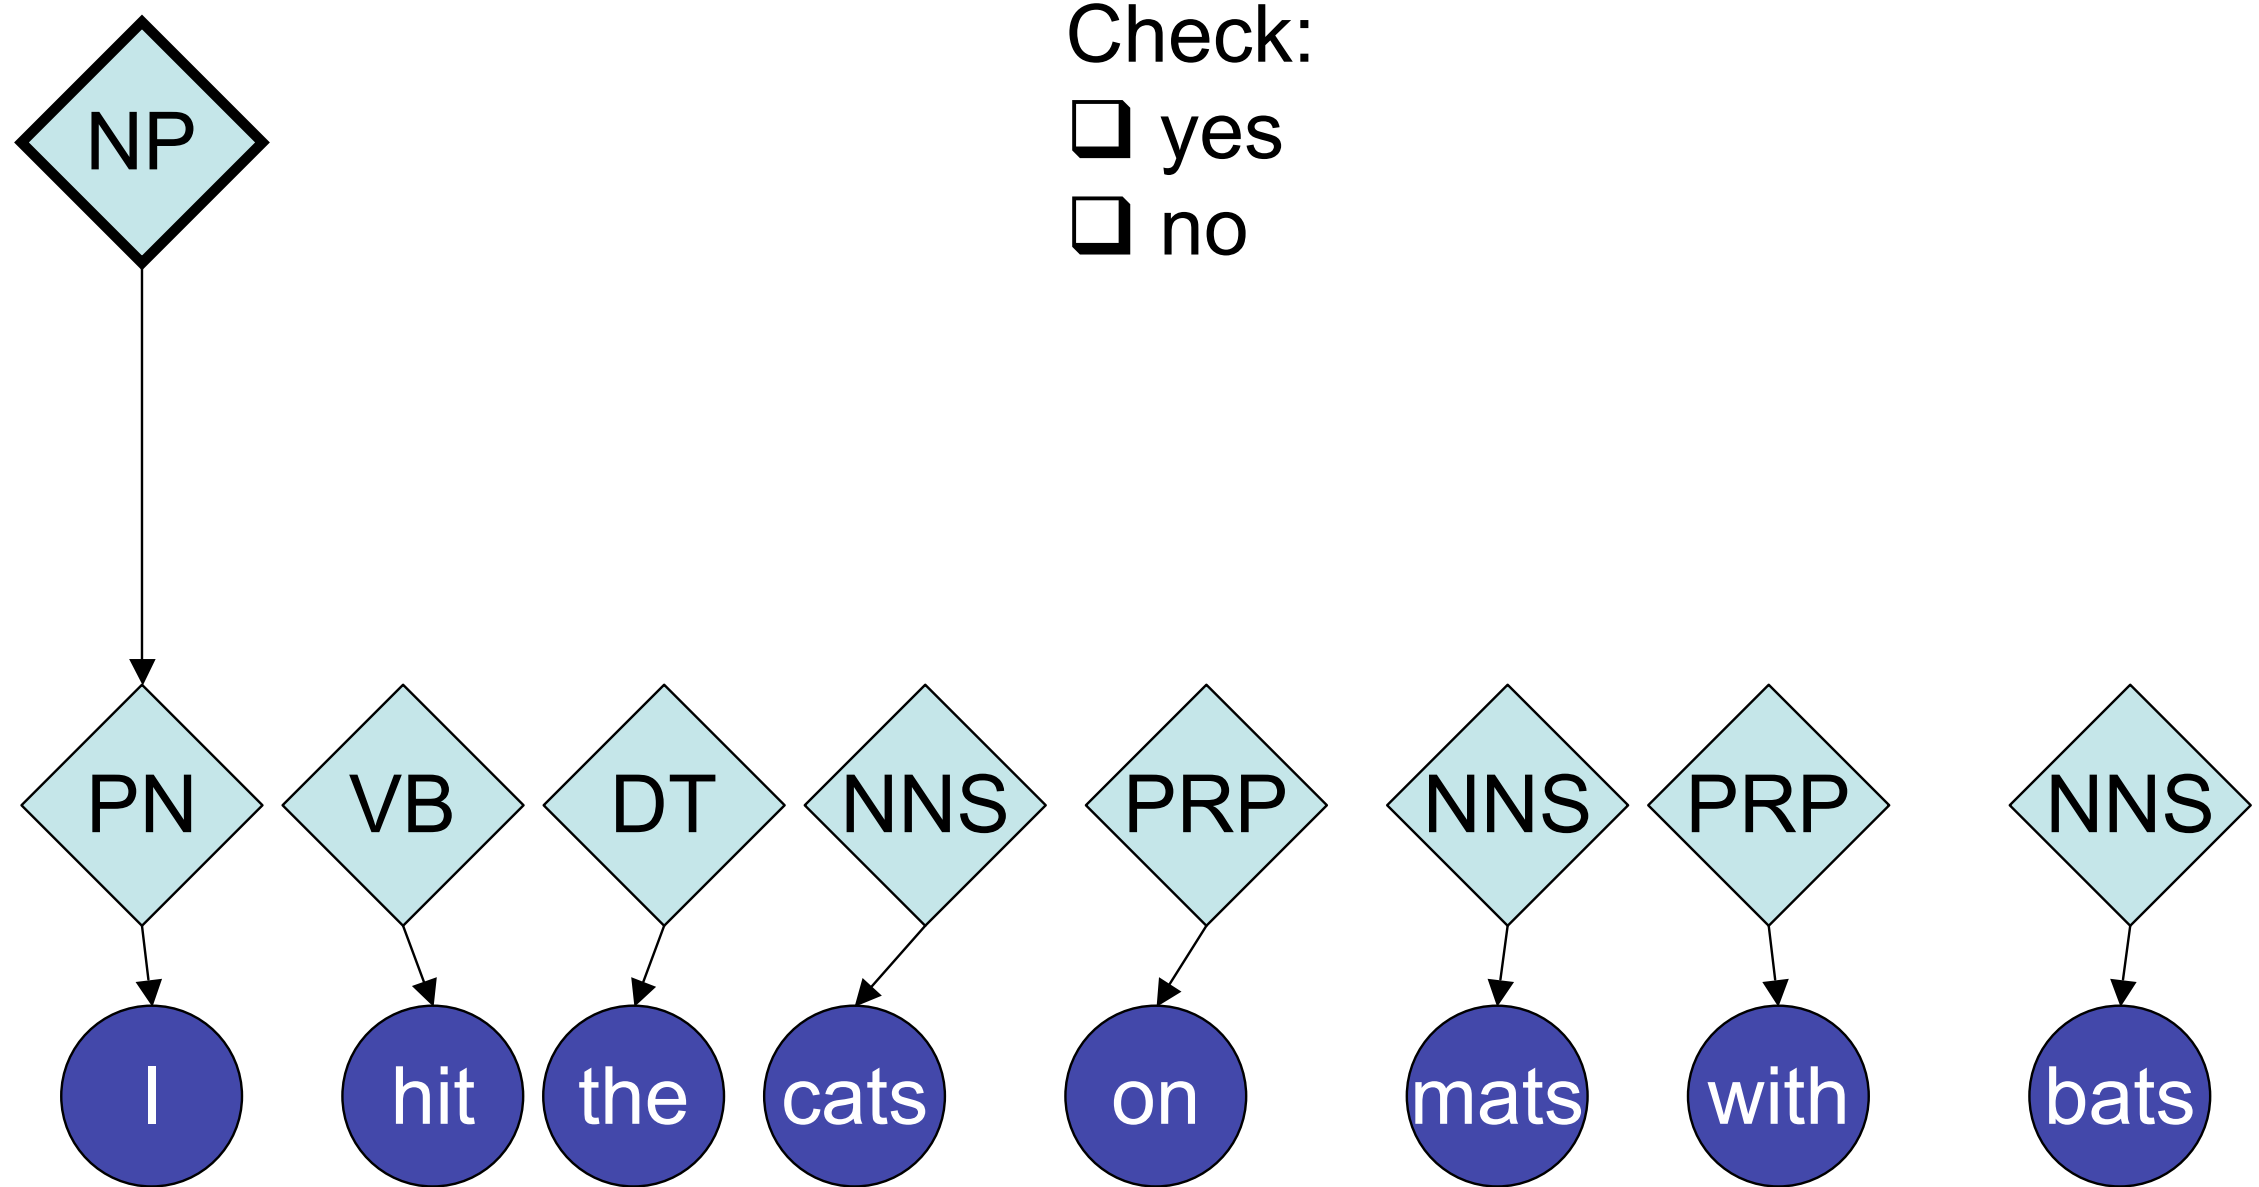 Check:
yes
no
NP
PN VB DT NNS PRP NNS PRP NNS
I hit the cats on mats with bats